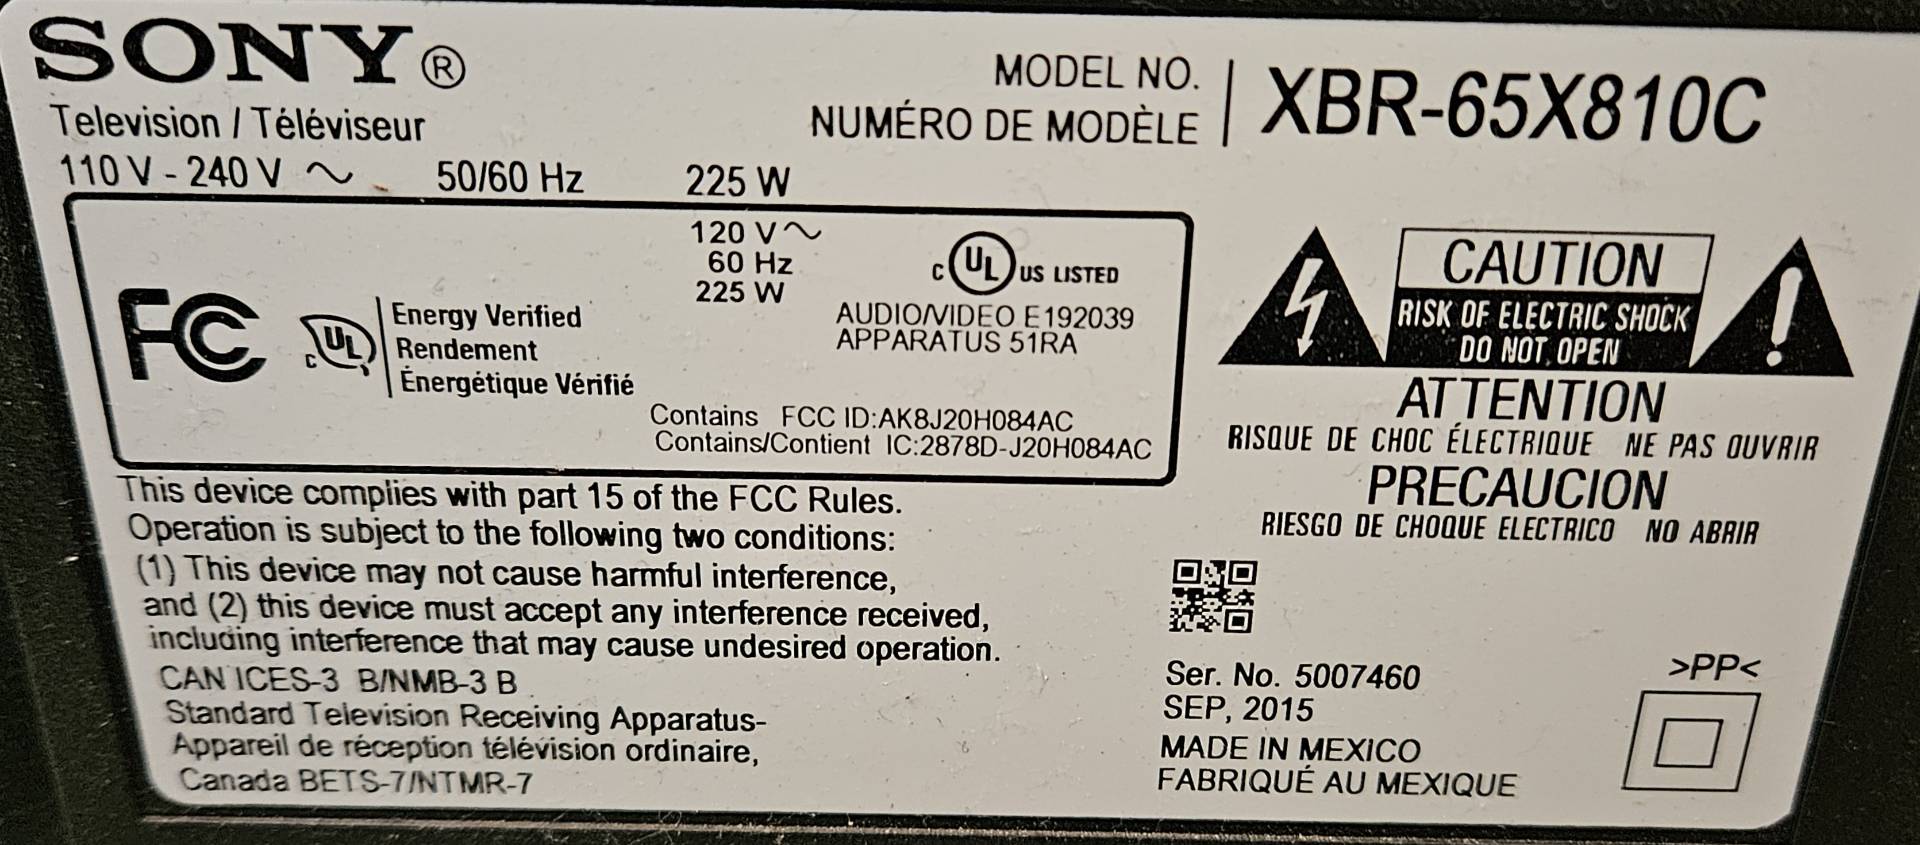 SONY®
Television / Téléviseur
MODEL NO.
NUMÉRO DE MODÈLE
XBR-65X810C
110 V - 240 V ~ 50/60 Hz 225 W
120 V ~
60 Hz
225 W
FC
C UL
Energy Verified
Rendement
Énergétique Vérifié
C UL US LISTED
AUDIO/VIDEO E192039
APPARATUS 51RA
Contains FCC ID:AK8J20H084AC
Contains/Contient IC:2878D-J20H084AC
CAUTION
RISK OF ELECTRIC SHOCK
DO NOT OPEN
ATTENTION
RISQUE DE CHOC ÉLECTRIQUE NE PAS OUVRIR
PRECAUCION
RIESGO DE CHOQUE ELECTRICO NO ABRIR
This device complies with part 15 of the FCC Rules.
Operation is subject to the following two conditions:
(1) This device may not cause harmful interference,
and (2) this device must accept any interference received,
including interference that may cause undesired operation.
CAN ICES-3 B/NMB-3 B
Standard Television Receiving Apparatus-
Appareil de réception télévision ordinaire,
Canada BETS-7/NTMR-7
Ser. No. 5007460
SEP, 2015
MADE IN MEXICO
FABRIQUÉ AU MEXIQUE
>PP<